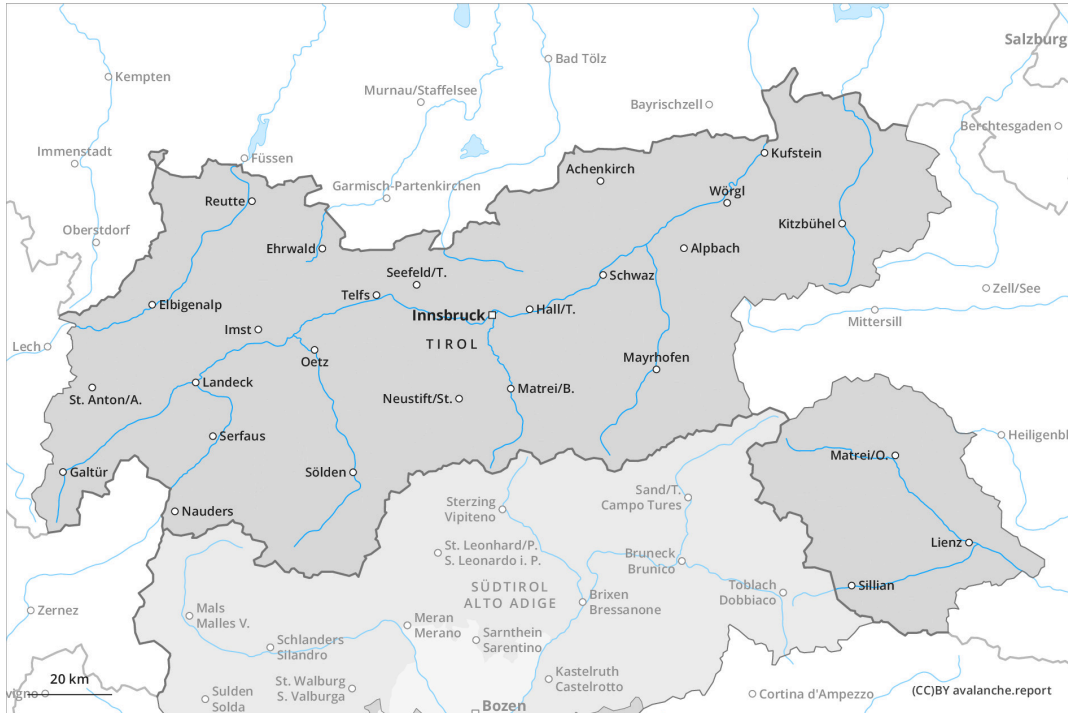 Salzburg
Kempten
Bad Tölz
Murnau/Staffelsee
Bayrischzell
Berchtesgaden
Immenstadt
Füssen
Kufstein
Achenkirch
Garmisch-Partenkirchen
Reutte
Wörgl
Oberstdorf
Kitzbühel
Ehrwald
Alpbach
Seefeld/T.
Schwaz
Zell/See
Telfs
Elbigenalp
Hall/T.
Innsbruck
Mittersill
Imst
Lech
TIROL
Oetz
Mayrhofen
Landeck
St. Anton/A.
Neustift/St.
Matrei/B.
Serfaus
Heiligenbl
Matrei/O.
Galtür
Sölden
Sand/T.
Campo Tures
Sterzing
Vipiteno
Nauders
Lienz
St. Leonhard/P.
S. Leonardo i. P.
Bruneck
Brunico
Sillian
SÜDTIROL
ALTO ADIGE
Toblach
Dobbiaco
Brixen
Bressanone
Zernez
Mals
Malles V.
Meran
Merano
Sarnthein
Sarentino
Schlanders
Silandro
Kastelruth
Castelrotto
20 km
St. Walburg
S. Valburga
vigno
Sulden
Solda
Cortina d'Ampezzo
(CC)BY avalanche.report
Bozen